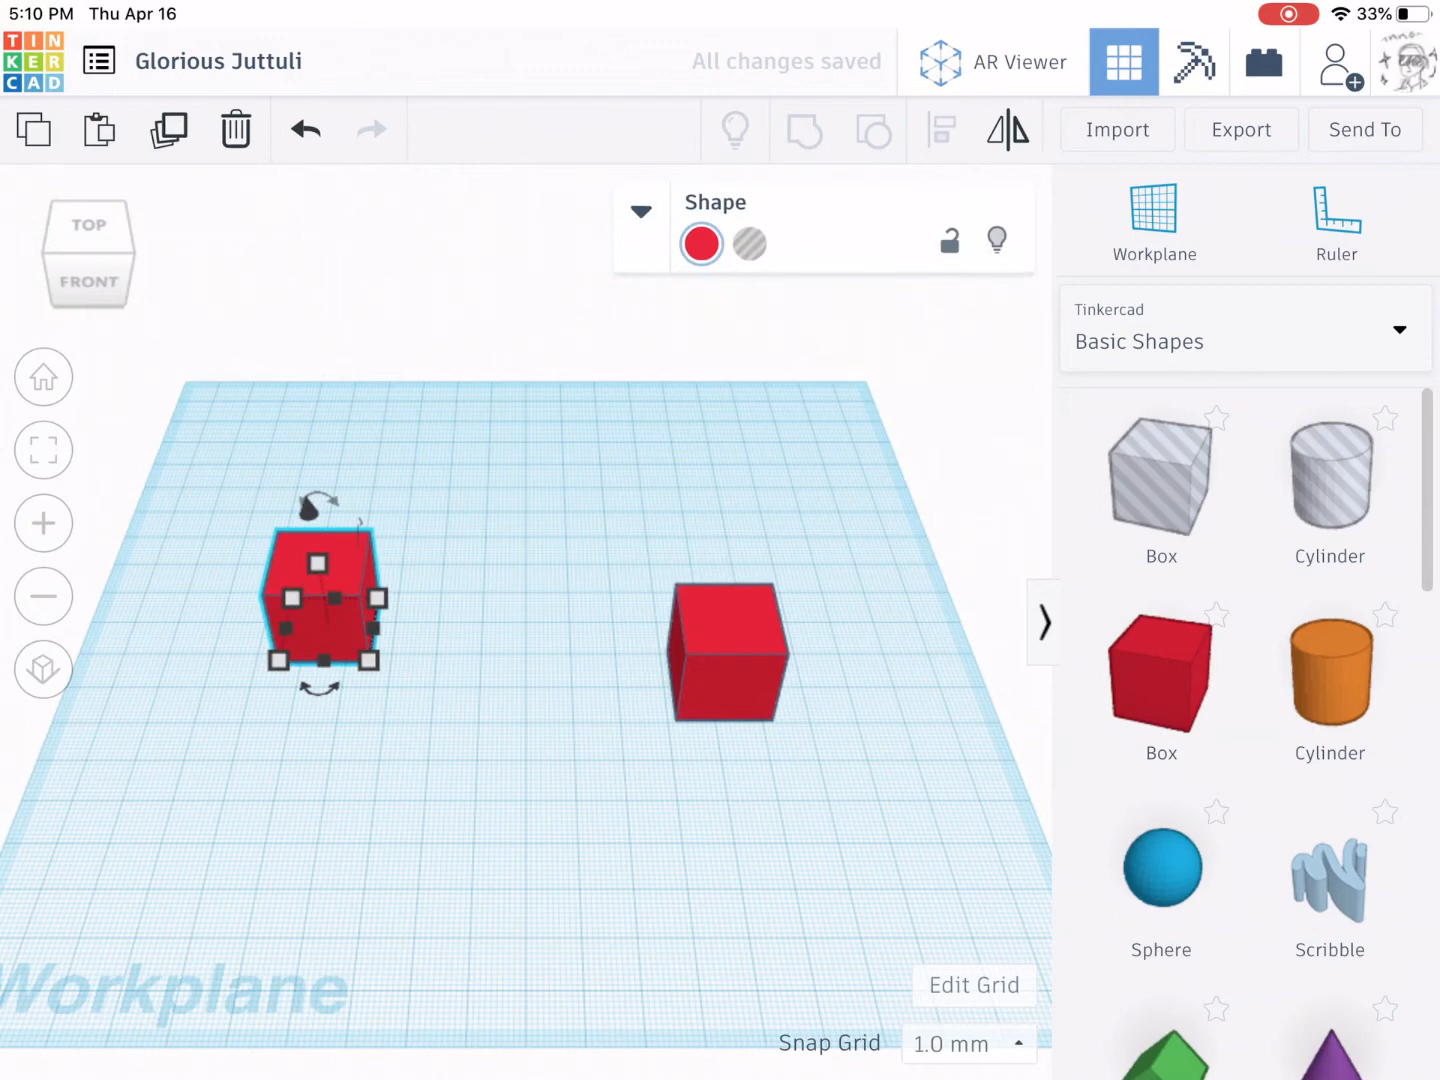 5:10 PM Thu Apr 16 33%
TIN
KER
CAD
Glorious Juttuli
All changes saved
AR Viewer
Import
Export
Send To
TOP
FRONT
Shape
Workplane
Ruler
Tinkercad
Basic Shapes
Box
Cylinder
Box
Cylinder
Sphere
Scribble
Workplane
Edit Grid
Snap Grid
1.0 mm